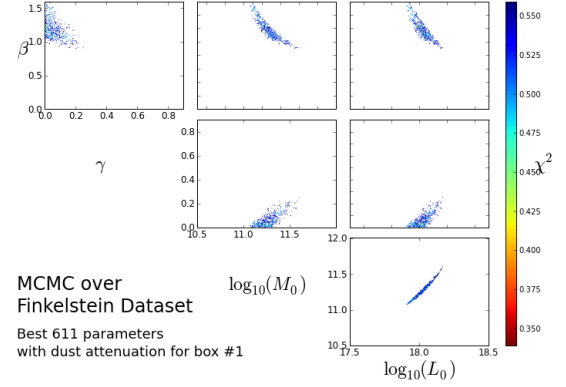 1.5
1.0
0.5
0.0
β
0.0 0.2 0.4 0.6 0.8
0.550
0.525
0.500
0.475
0.450
0.425
0.400
0.375
0.350
χ²
γ
0.8
0.6
0.4
0.2
0.0
10.5 11.0 11.5
12.0
11.5
11.0
10.5
17.5 18.0 18.5
log₁₀(M₀)
log₁₀(L₀)
MCMC over
Finkelstein Dataset
Best 611 parameters
with dust attenuation for box #1